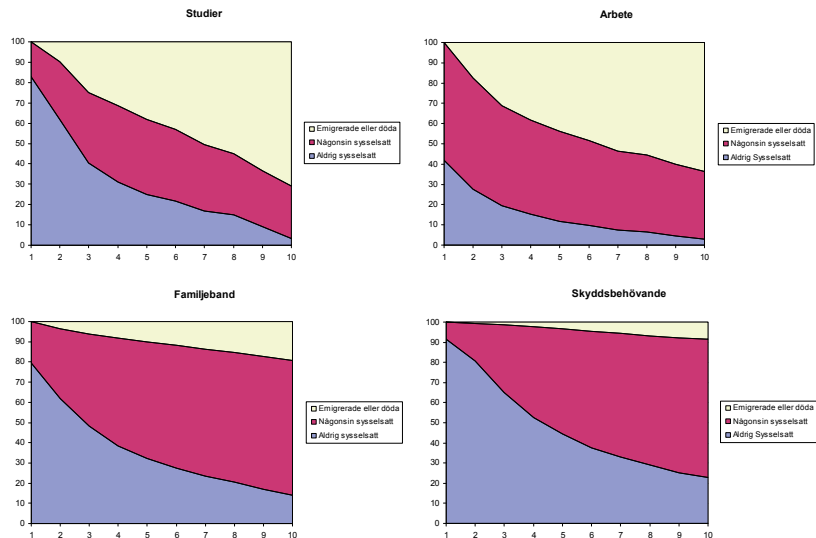 Studier
100
90
80
70
60
50
40
30
20
10
0
1 2 3 4 5 6 7 8 9 10
Emigrerade eller döda
Någonsin sysselsatt
Aldrig sysselsatt
Arbete
100
90
80
70
60
50
40
30
20
10
0
1 2 3 4 5 6 7 8 9 10
Emigrerade eller döda
Någonsin sysselsatt
Aldrig Sysselsatt
Familjeband
100
90
80
70
60
50
40
30
20
10
0
1 2 3 4 5 6 7 8 9 10
Emigrerade eller döda
Någonsin sysselsatt
Aldrig sysselsatt
Skyddsbehövande
100
90
80
70
60
50
40
30
20
10
0
1 2 3 4 5 6 7 8 9 10
Emigrerade eller döda
Någonsin sysselsatt
Aldrig Sysselsatt